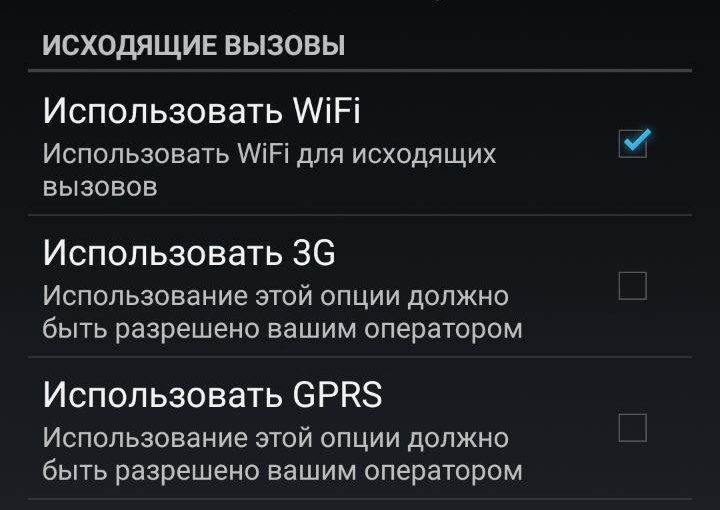 ИСХОДЯЩИЕ ВЫЗОВЫ
Использовать WiFi
Использовать WiFi для исходящих
вызовов
Использовать 3G
Использование этой опции должно
быть разрешено вашим оператором
Использовать GPRS
Использование этой опции должно
быть разрешено вашим оператором